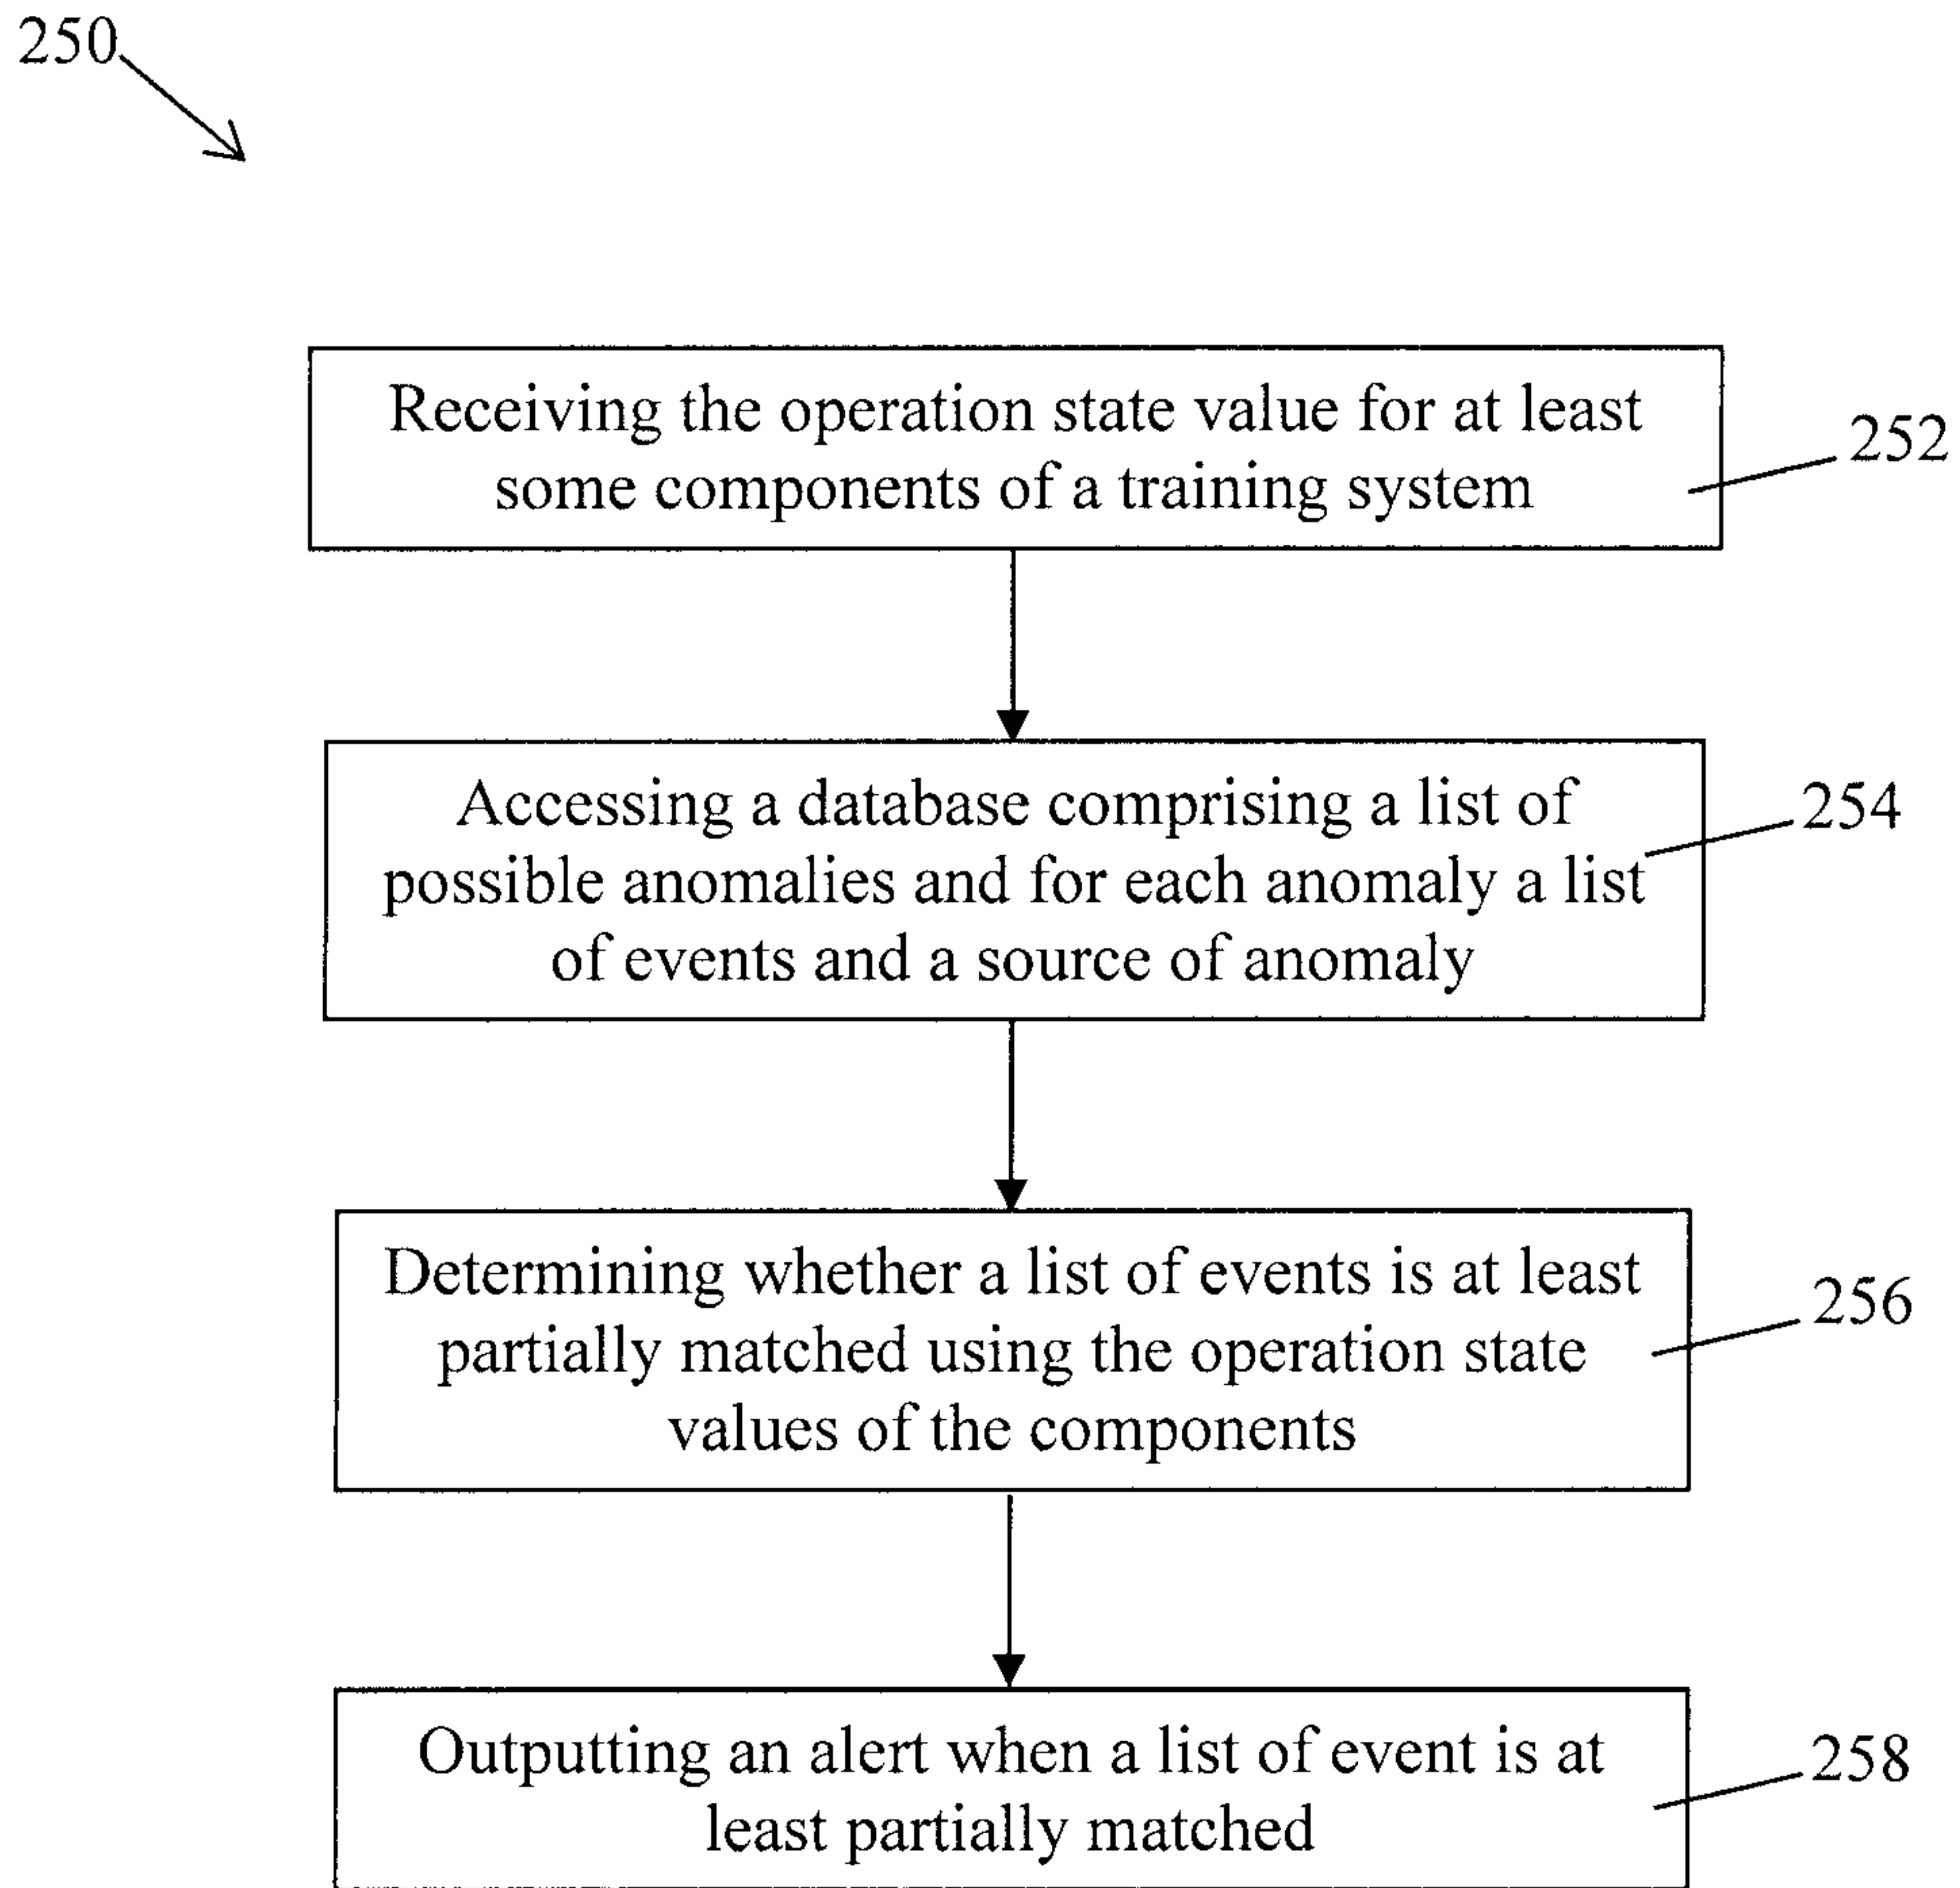 250
Receiving the operation state value for at least
some components of a training system
252
Accessing a database comprising a list of
possible anomalies and for each anomaly a list
of events and a source of anomaly
254
Determining whether a list of events is at least
partially matched using the operation state
values of the components
256
Outputting an alert when a list of event is at
least partially matched
258